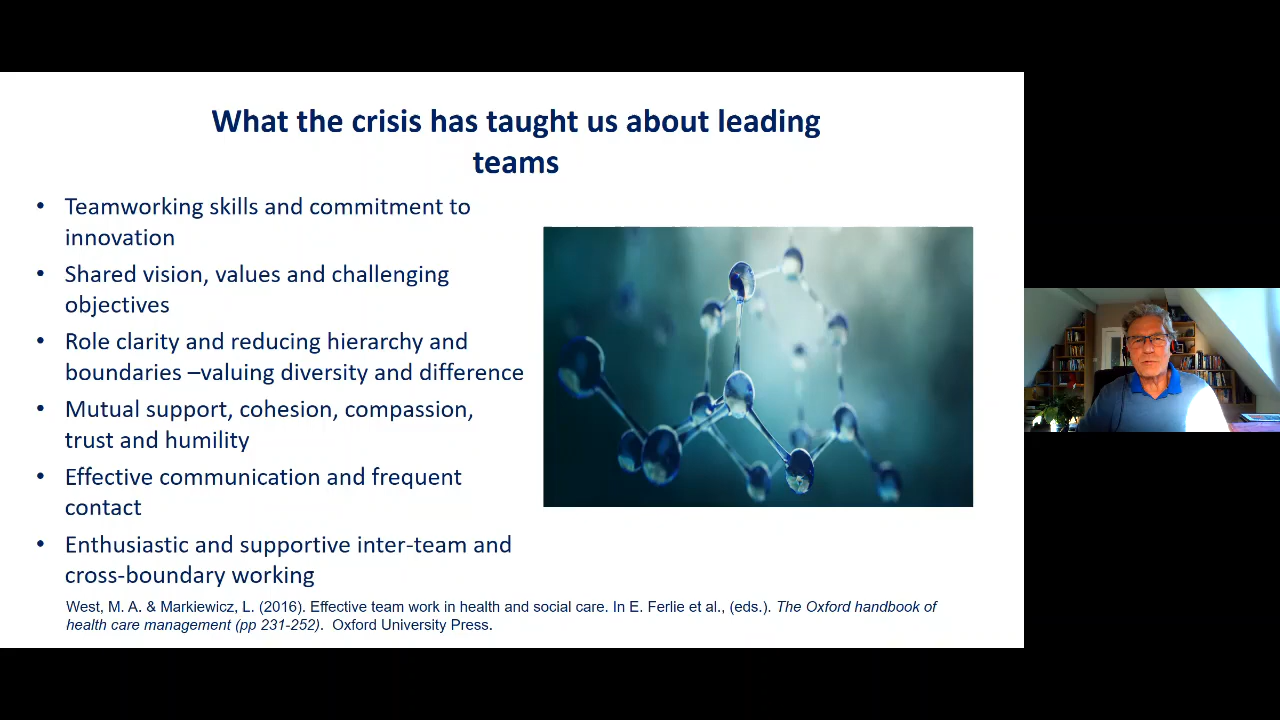 What the crisis has taught us about leading
teams
• Teamworking skills and commitment to
innovation
• Shared vision, values and challenging
objectives
• Role clarity and reducing hierarchy and
boundaries –valuing diversity and difference
• Mutual support, cohesion, compassion,
trust and humility
• Effective communication and frequent
contact
• Enthusiastic and supportive inter-team and
cross-boundary working
West, M. A. & Markiewicz, L. (2016). Effective team work in health and social care. In E. Ferlie et al., (eds.). The Oxford handbook of
health care management (pp 231-252). Oxford University Press.